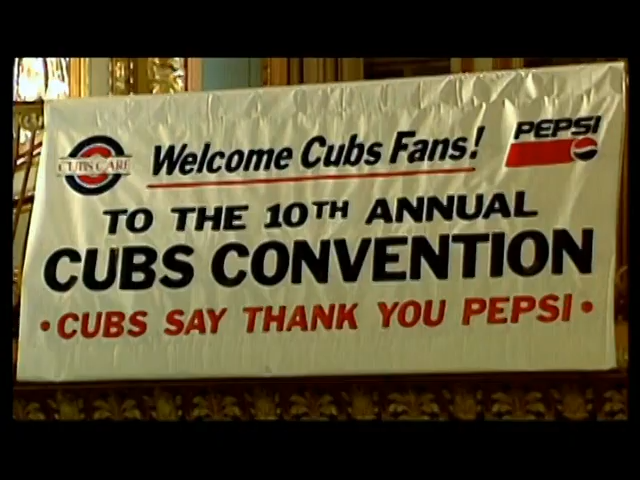 CUBS CARE
Welcome Cubs Fans!
PEPSI
TO THE 10TH ANNUAL
CUBS CONVENTION
• CUBS SAY THANK YOU PEPSI •